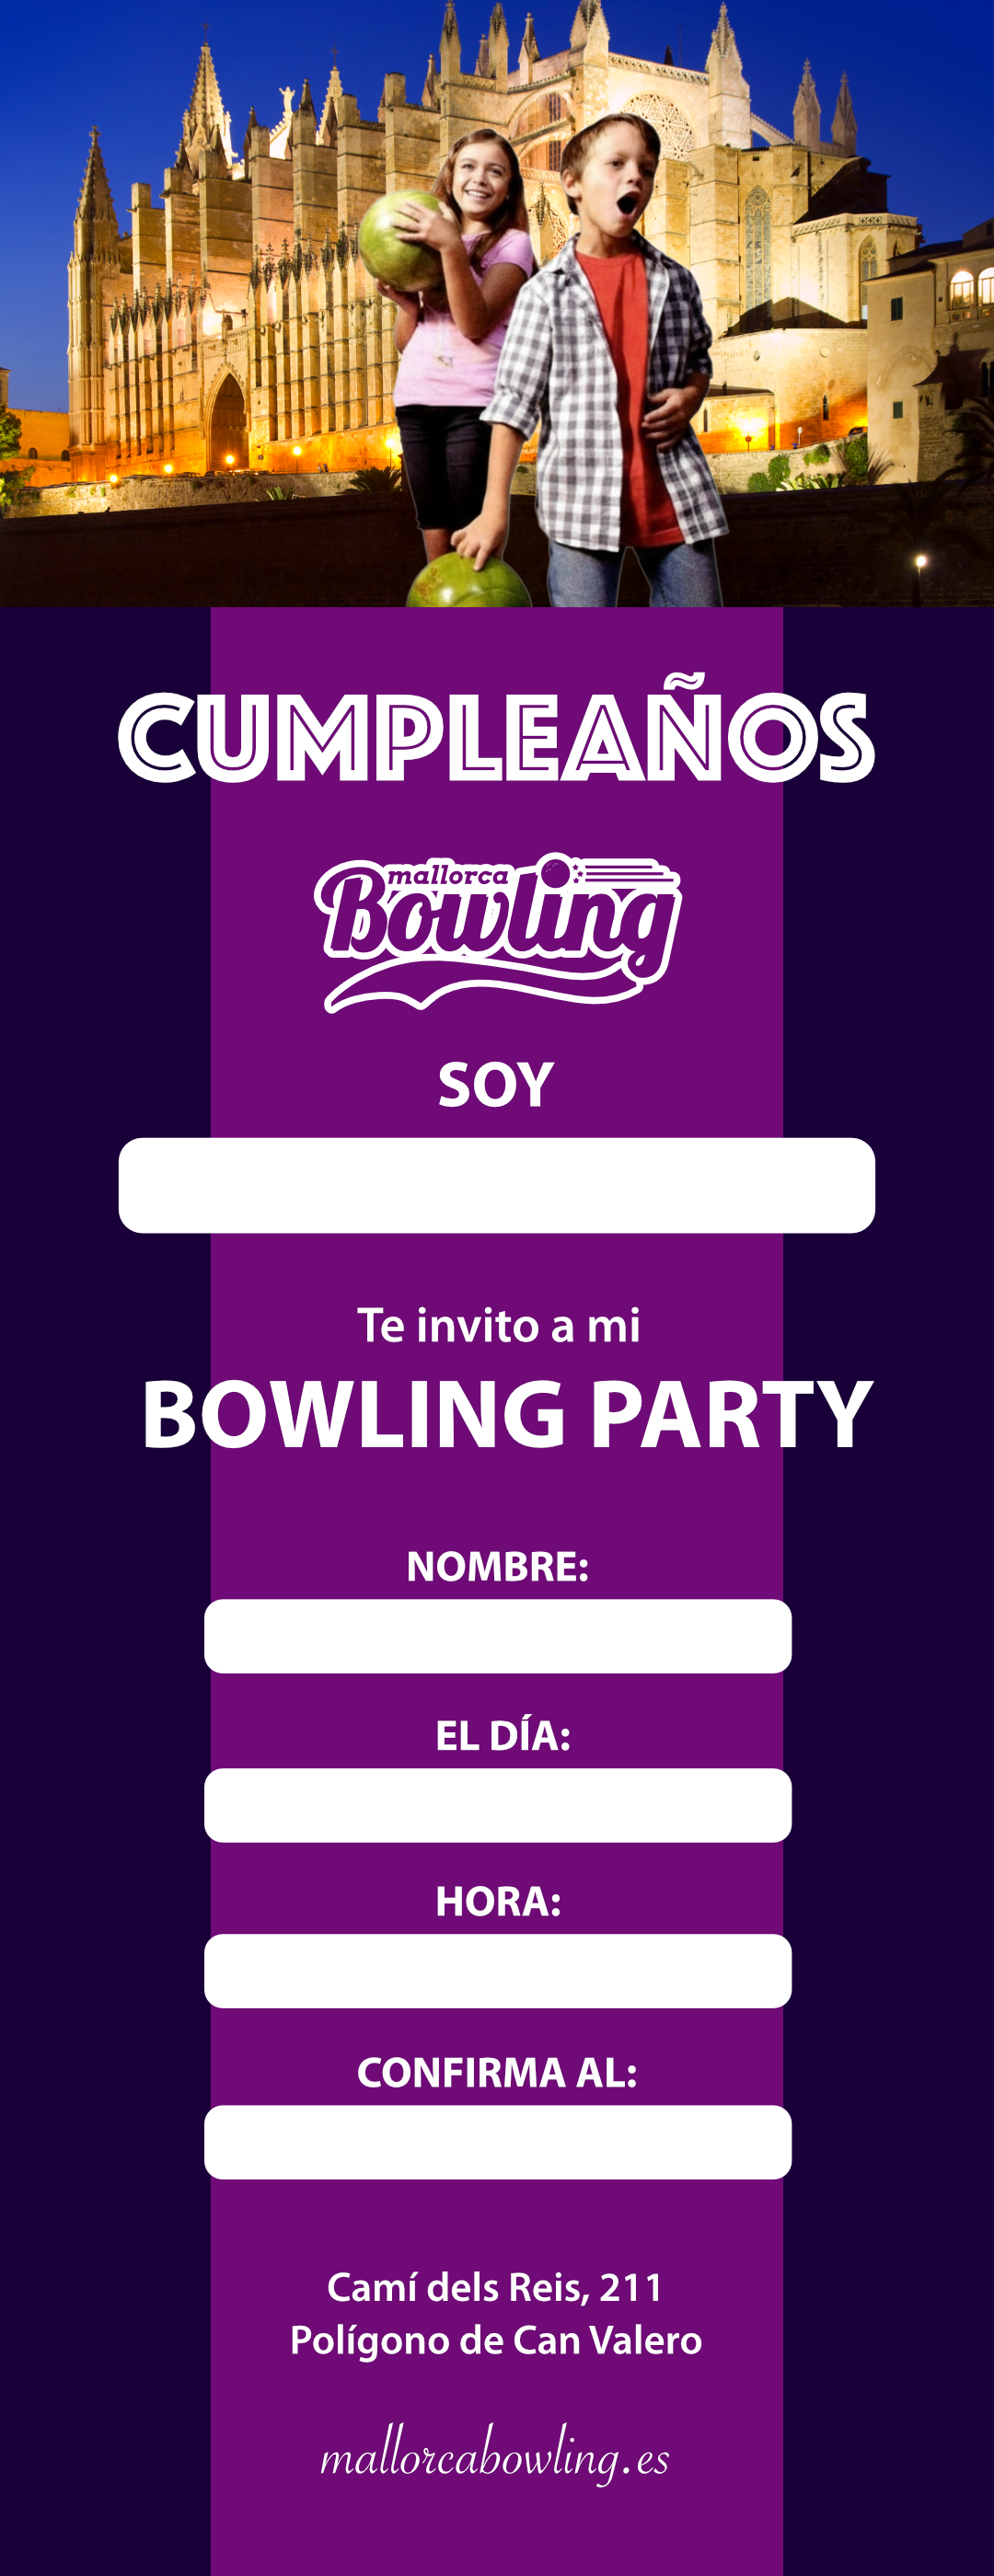 CUMPLEAÑOS
mallorca
Bowling
SOY
Te invito a mi
BOWLING PARTY
NOMBRE:
EL DÍA:
HORA:
CONFIRMA AL:
Camí dels Reis, 211
Polígono de Can Valero
mallorcabowling.es